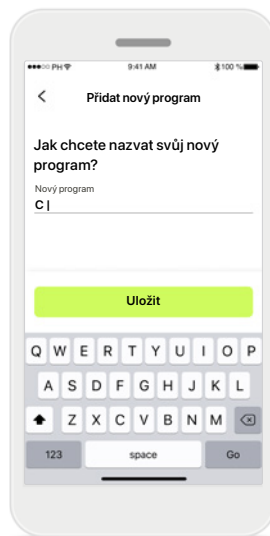 PH 9:41 AM 100 %
Přidat nový program
Jak chcete nazvat svůj nový
program?
Nový program
C |
Uložit
Q W E R T Y U I O P
A S D F G H J K L
Z X C V B N M
123 space Go